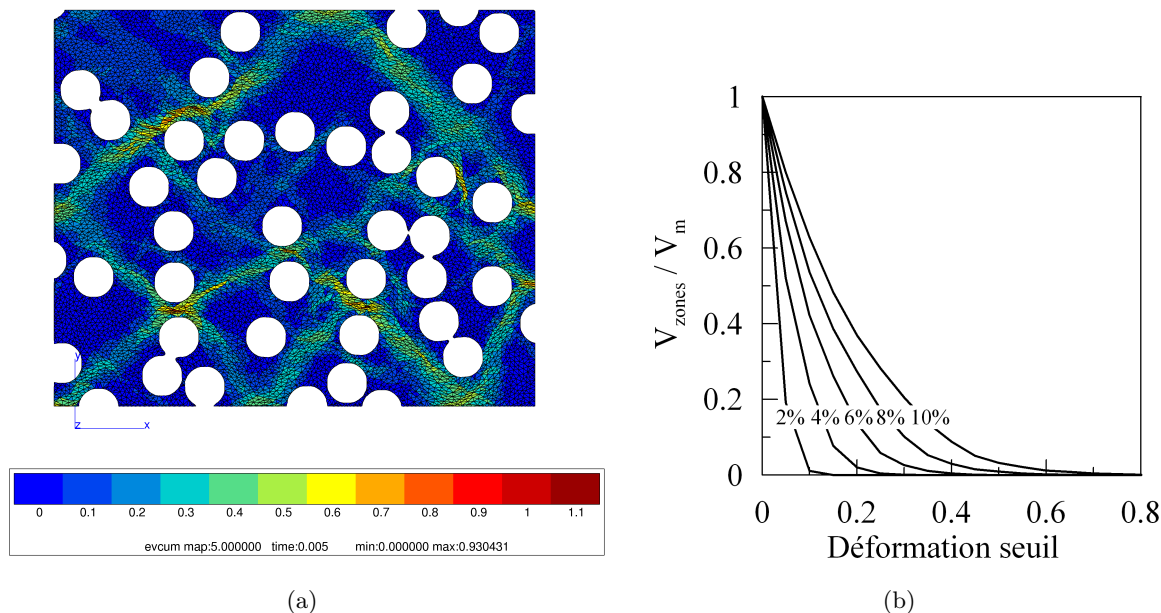 y
z
x
0 0.1 0.2 0.3 0.4 0.5 0.6 0.7 0.8 0.9 1 1.1
evcum map:5.000000 time:0.005 min:0.000000 max:0.930431
(a)
V_zones / V_m
1
0.8
0.6
0.4
0.2
0
2% 4% 6% 8% 10%
0 0.2 0.4 0.6 0.8
Déformation seuil
(b)